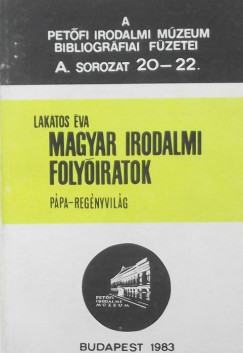 A
PETŐFI IRODALMI MÚZEUM
BIBLIOGRÁFIAI FÜZETEI
A. SOROZAT 20—22.
LAKATOS ÉVA
MAGYAR IRODALMI
FOLYÓIRATOK
PÁPA-REGÉNYVILÁG
PETŐFI
IRODALMI
MÚZEUM
BUDAPEST 1983